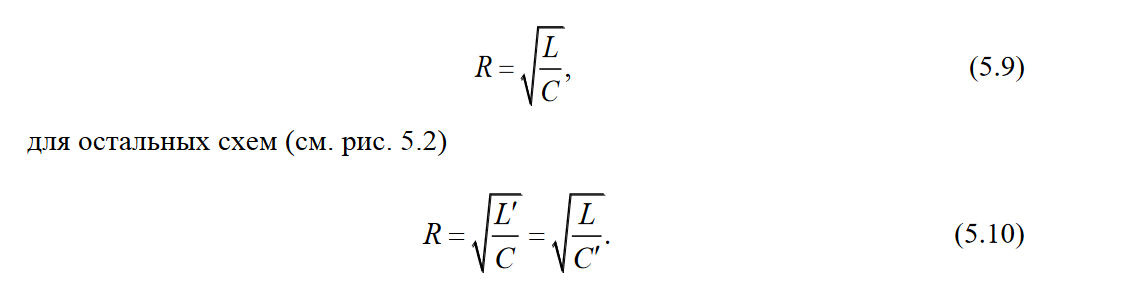 R = √(L/C), (5.9)
для остальных схем (см. рис. 5.2)
R = √(L′/C) = √(L/C′). (5.10)